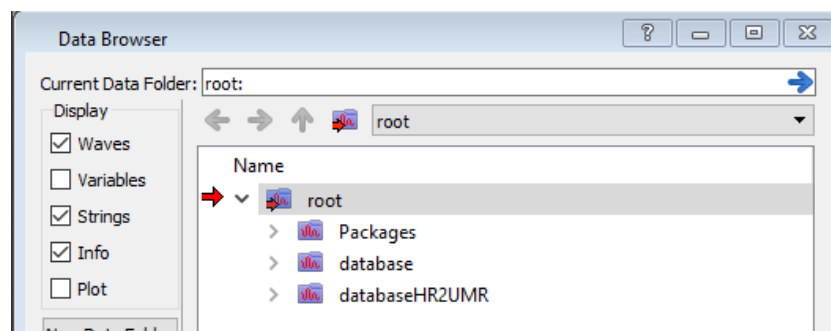 Data Browser
Current Data Folder: root:
Display
Waves
Variables
Strings
Info
Plot
root
Name
root
Packages
database
databaseHR2UMR